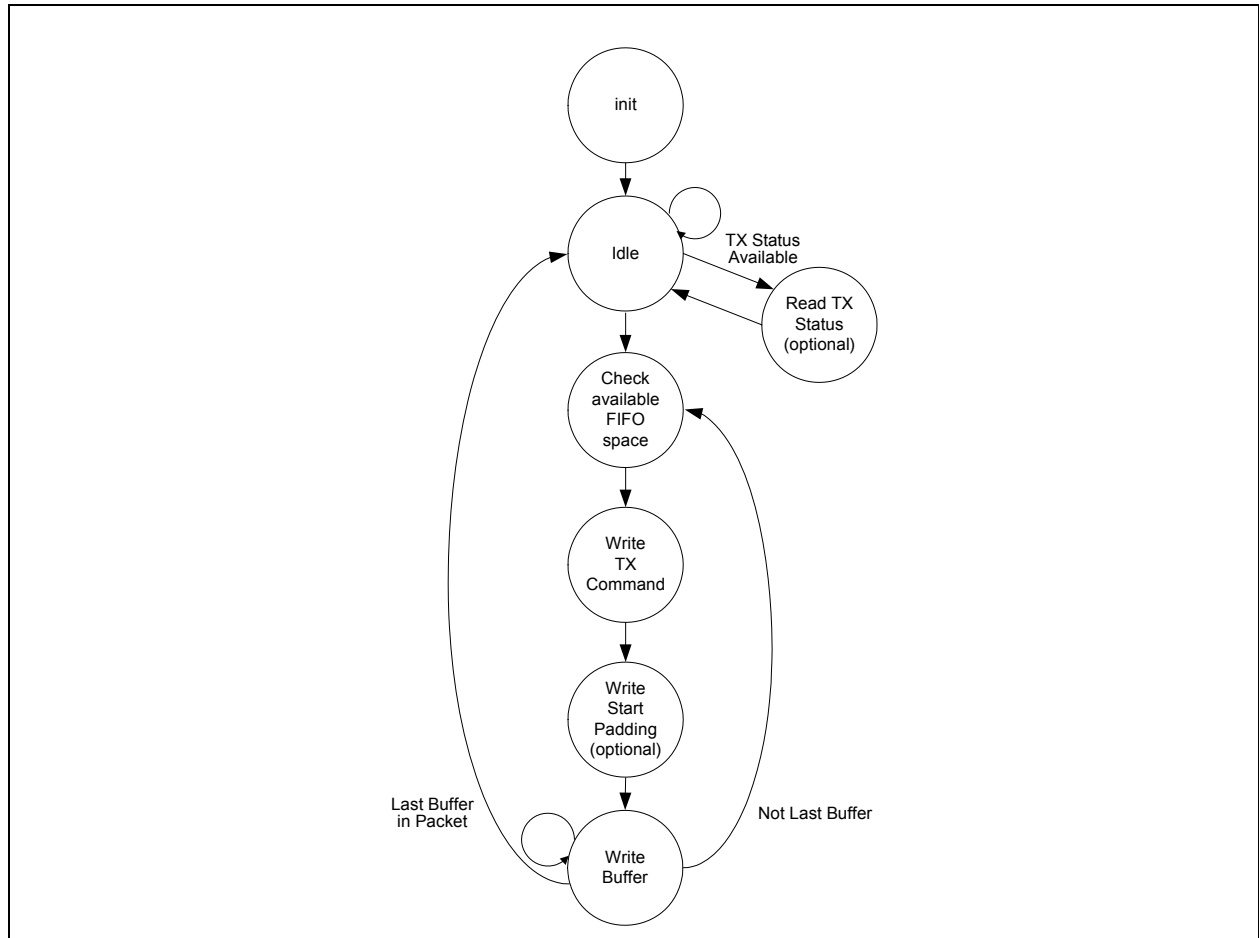 init
Idle
TX Status
Available
Read TX
Status
(optional)
Check
available
FIFO
space
Write
TX
Command
Write
Start
Padding
(optional)
Last Buffer
in Packet
Not Last Buffer
Write
Buffer